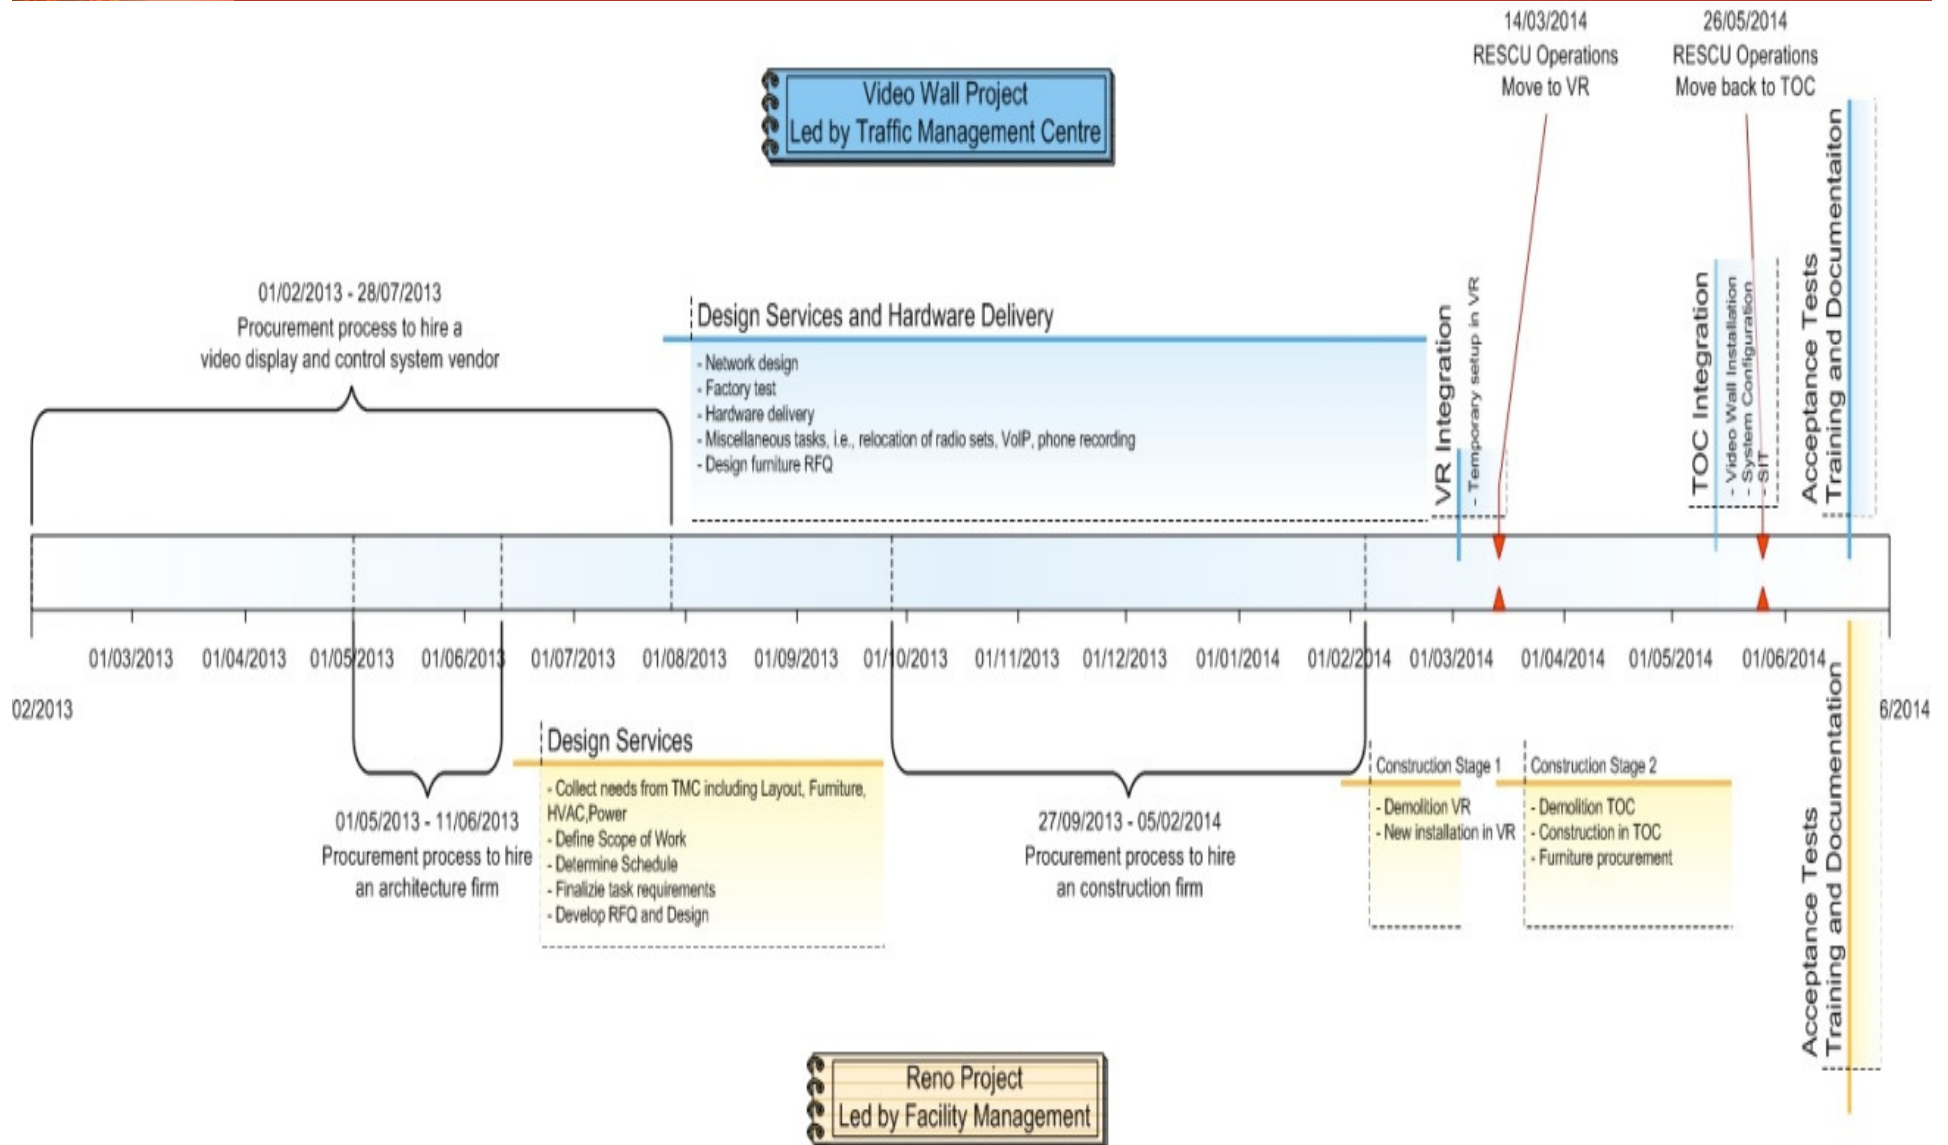 14/03/2014
RESCU Operations
Move to VR
26/05/2014
RESCU Operations
Move back to TOC
Video Wall Project
Led by Traffic Management Centre
01/02/2013 - 28/07/2013
Procurement process to hire a
video display and control system vendor
Design Services and Hardware Delivery
- Network design
- Factory test
- Hardware delivery
- Miscellaneous tasks, i.e., relocation of radio sets, VoIP, phone recording
- Design furniture RFQ
VR Integration
- Temporary setup in VR
TOC Integration
- Video Wall Installation
- System Configuration
- SIT
Acceptance Tests
Training and Documentaiton
01/03/2013
01/04/2013
01/05/2013
01/06/2013
01/07/2013
01/08/2013
01/09/2013
01/10/2013
01/11/2013
01/12/2013
01/01/2014
01/02/2014
01/03/2014
01/04/2014
01/05/2014
01/06/2014
02/2013
6/2014
01/05/2013 - 11/06/2013
Procurement process to hire
an architecture firm
Design Services
- Collect needs from TMC including Layout, Furniture,
HVAC,Power
- Define Scope of Work
- Determine Schedule
- Finalizie task requirements
- Develop RFQ and Design
27/09/2013 - 05/02/2014
Procurement process to hire
an construction firm
Construction Stage 1
- Demolition VR
- New installation in VR
Construction Stage 2
- Demolition TOC
- Construction in TOC
- Furniture procurement
Acceptance Tests
Training and Documentation
Reno Project
Led by Facility Management